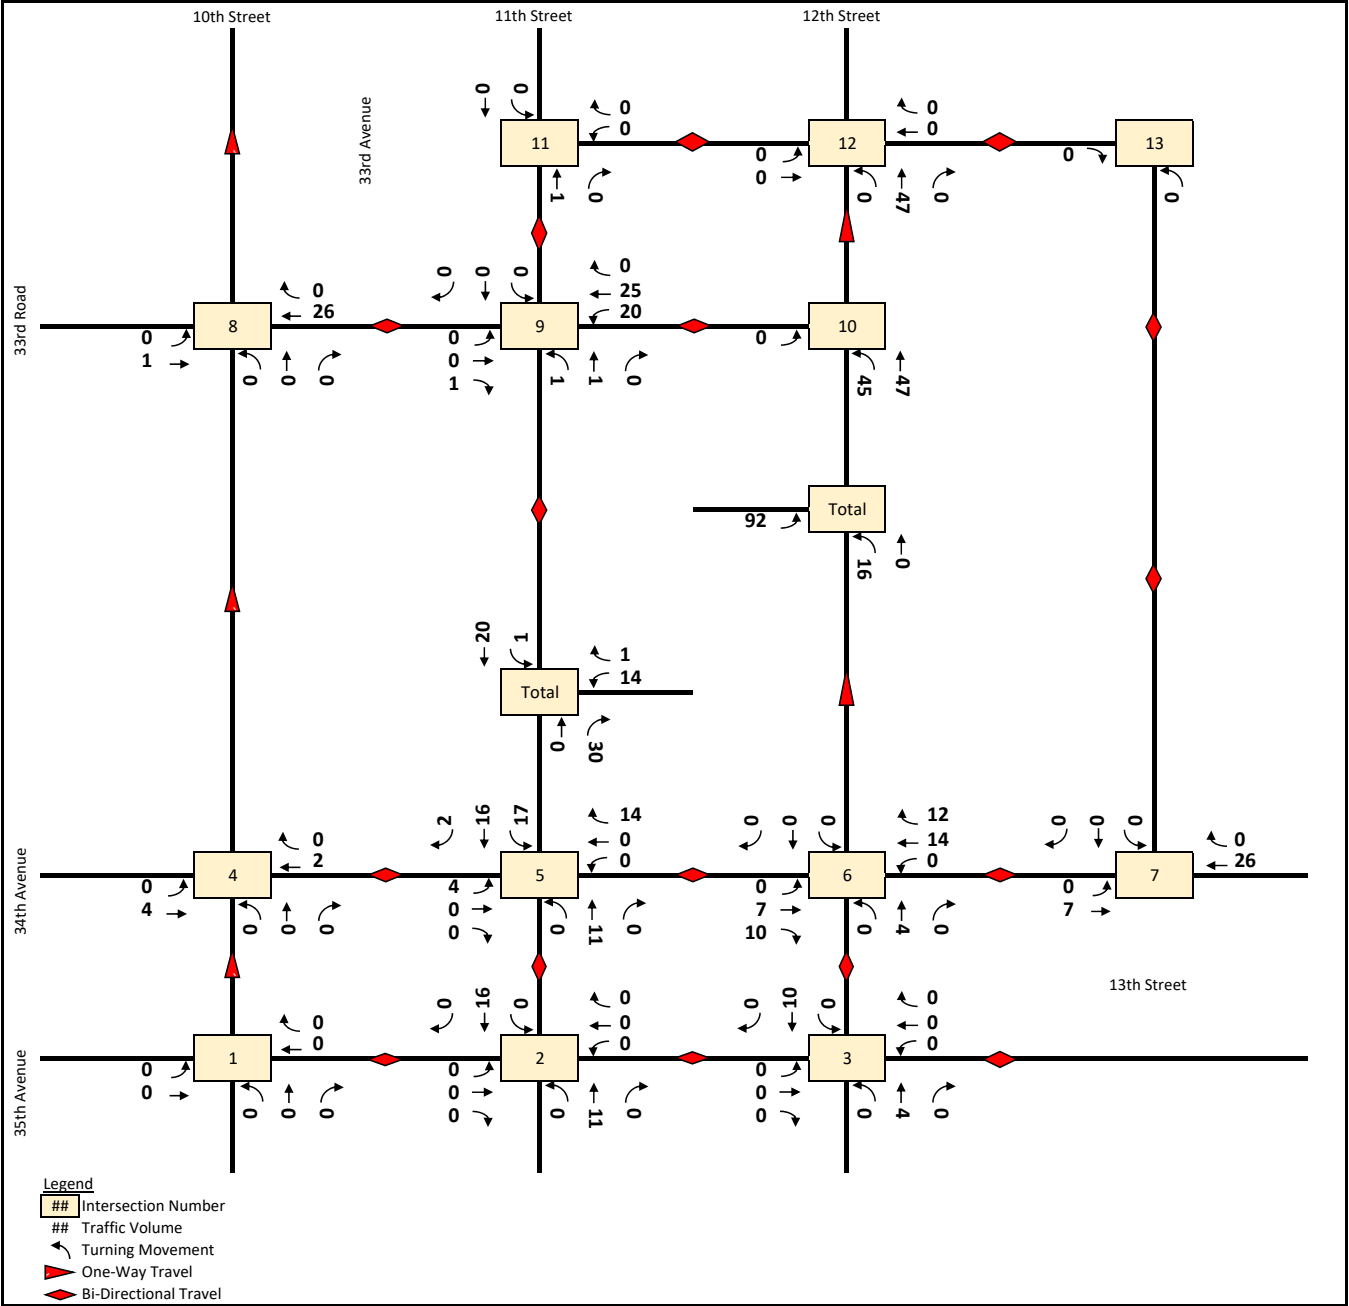 10th Street 11th Street 12th Street
33rd Avenue
0 0
0
0
11
1 0
0
0
12
0
0
0 47 0
13
0
0
33rd Road
8
0
26
0
1
0 0 0
0 0 0
9
0
25
20
0
0
1
1 1 0
10
0
45 47
Total
92
16 0
20 1
Total
1
14
0 30
34th Avenue
4
0
2
0
4
0 0 0
2 16 17
5
14
0
0
4
0
0
0 11 0
0 0 0
6
12
14
0
0
7
10
0 4 0
0 0 0
7
0
26
0
7
13th Street
35th Avenue
1
0
0
0
0
0 0 0
0 16 0
2
0
0
0
0
0
0
0 11 0
0 10 0
3
0
0
0
0
0
0
0 4 0
Legend
## Intersection Number
## Traffic Volume
Turning Movement
One-Way Travel
Bi-Directional Travel